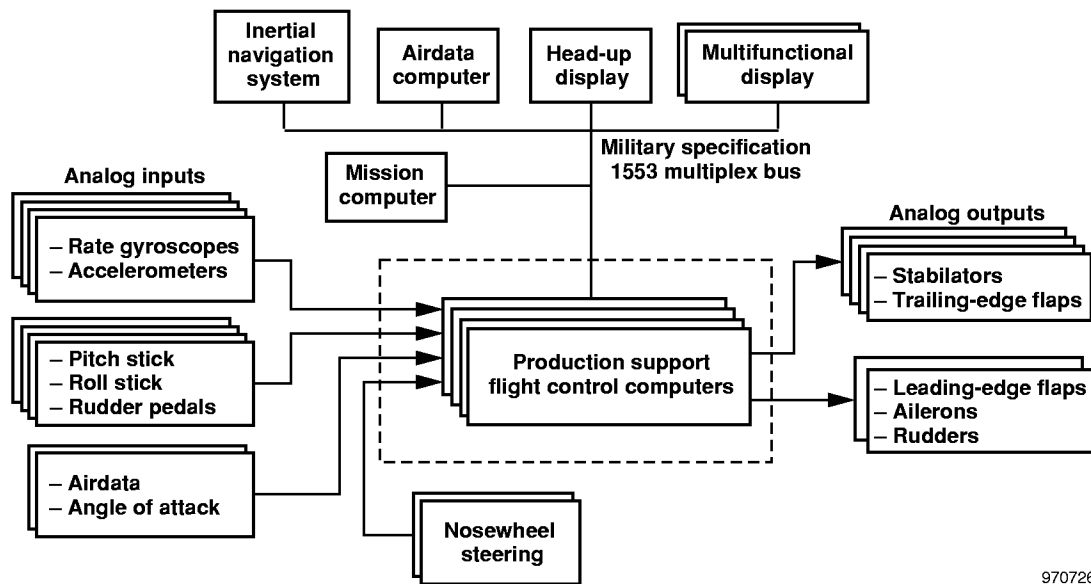 Inertial
navigation
system
Airdata
computer
Head-up
display
Multifunctional
display
Military specification
1553 multiplex bus
Mission
computer
Analog inputs
– Rate gyroscopes
– Accelerometers
– Pitch stick
– Roll stick
– Rudder pedals
– Airdata
– Angle of attack
Production support
flight control computers
Nosewheel
steering
Analog outputs
– Stabilators
– Trailing-edge flaps
– Leading-edge flaps
– Ailerons
– Rudders
970726